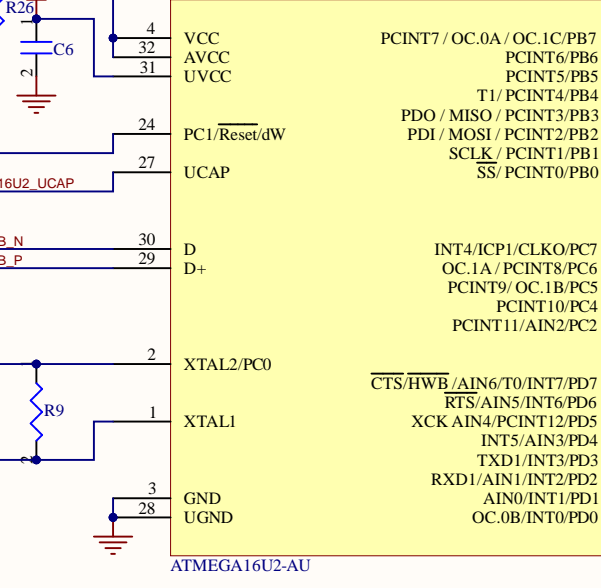 R26
1
C6
2
4 VCC PCINT7 / OC.0A / OC.1C/PB7
32 AVCC PCINT6/PB6
31 UVCC PCINT5/PB5
T1/ PCINT4/PB4
PDO / MISO / PCINT3/PB3
24 PC1/Reset/dW PDI / MOSI / PCINT2/PB2
SCLK / PCINT1/PB1
27 UCAP SS/ PCINT0/PB0
16U2_UCAP
B_N 30 D INT4/ICP1/CLKO/PC7
B_P 29 D+ OC.1A / PCINT8/PC6
PCINT9/ OC.1B/PC5
PCINT10/PC4
PCINT11/AIN2/PC2
2 XTAL2/PC0
CTS/HWB /AIN6/T0/INT7/PD7
RTS/AIN5/INT6/PD6
R9
1 XTAL1 XCK AIN4/PCINT12/PD5
INT5/AIN3/PD4
2 TXD1/INT3/PD3
RXD1/AIN1/INT2/PD2
3 GND AIN0/INT1/PD1
28 UGND OC.0B/INT0/PD0
ATMEGA16U2-AU